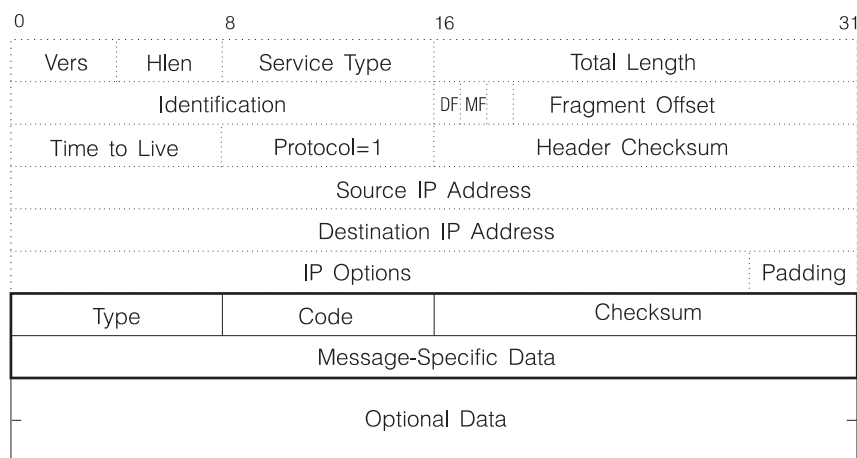 0 8 16 31
Vers Hlen Service Type Total Length
Identification DF MF Fragment Offset
Time to Live Protocol=1 Header Checksum
Source IP Address
Destination IP Address
IP Options Padding
Type Code Checksum
Message-Specific Data
Optional Data